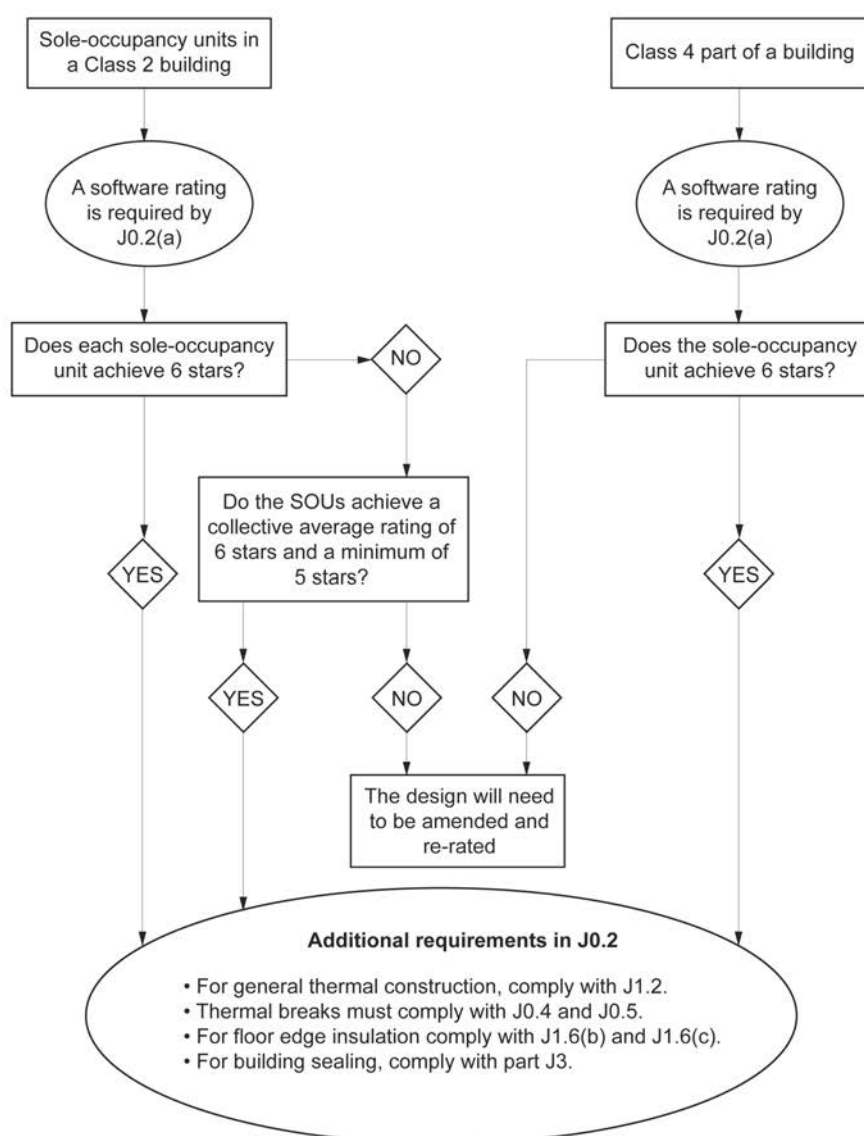 Sole-occupancy units in
a Class 2 building
Class 4 part of a building
A software rating
is required by
J0.2(a)
A software rating
is required by
J0.2(a)
Does each sole-occupancy
unit achieve 6 stars?
NO
Does the sole-occupancy
unit achieve 6 stars?
Do the SOUs achieve a
collective average rating of
6 stars and a minimum of
5 stars?
YES
YES
YES
NO
NO
The design will need
to be amended and
re-rated
Additional requirements in J0.2
• For general thermal construction, comply with J1.2.
• Thermal breaks must comply with J0.4 and J0.5.
• For floor edge insulation comply with J1.6(b) and J1.6(c).
• For building sealing, comply with part J3.